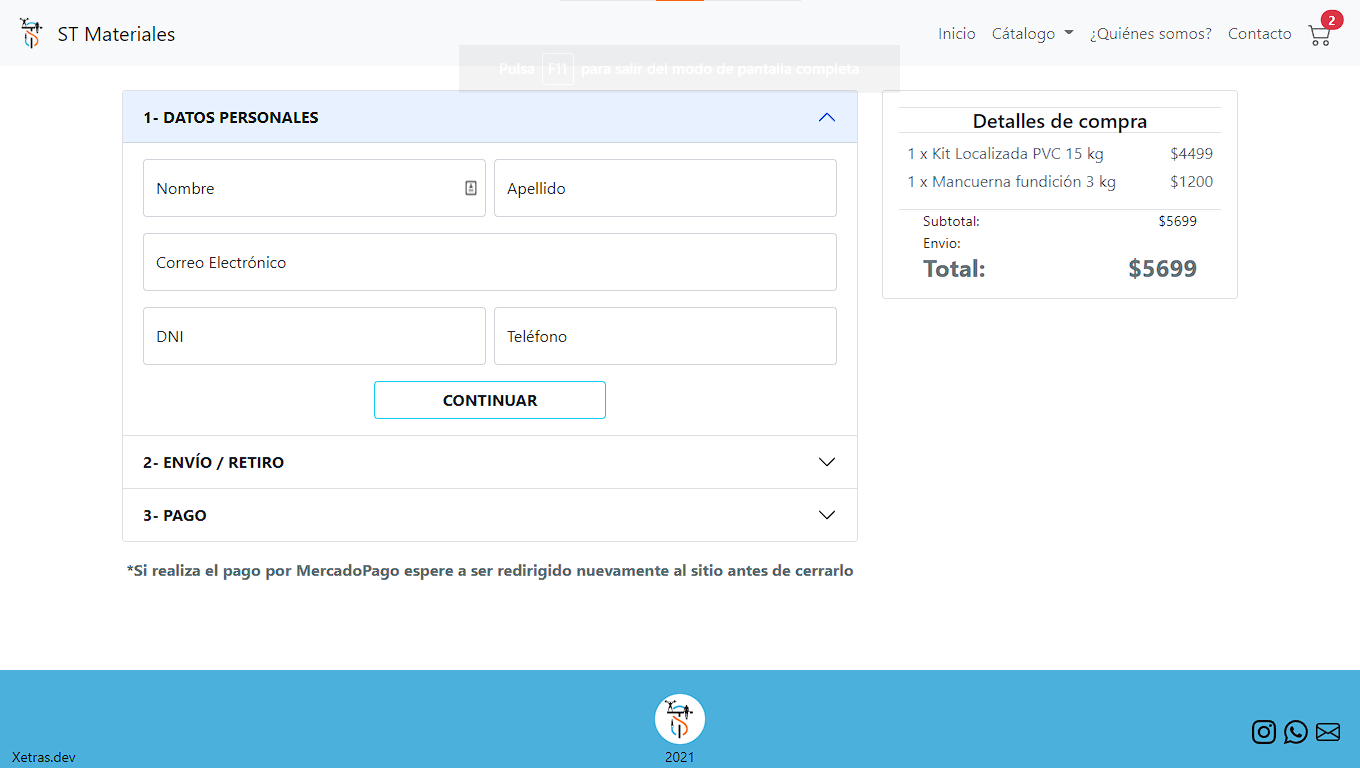 ST Materiales
Inicio Cátalogo ¿Quiénes somos? Contacto 2
Pulsa F11 para salir del modo de pantalla completa
1- DATOS PERSONALES
Nombre Apellido
Correo Electrónico
DNI Teléfono
CONTINUAR
2- ENVÍO / RETIRO
3- PAGO
*Si realiza el pago por MercadoPago espere a ser redirigido nuevamente al sitio antes de cerrarlo
Detalles de compra
1 x Kit Localizada PVC 15 kg $4499
1 x Mancuerna fundición 3 kg $1200
Subtotal: $5699
Envio:
Total: $5699
Xetras.dev
2021